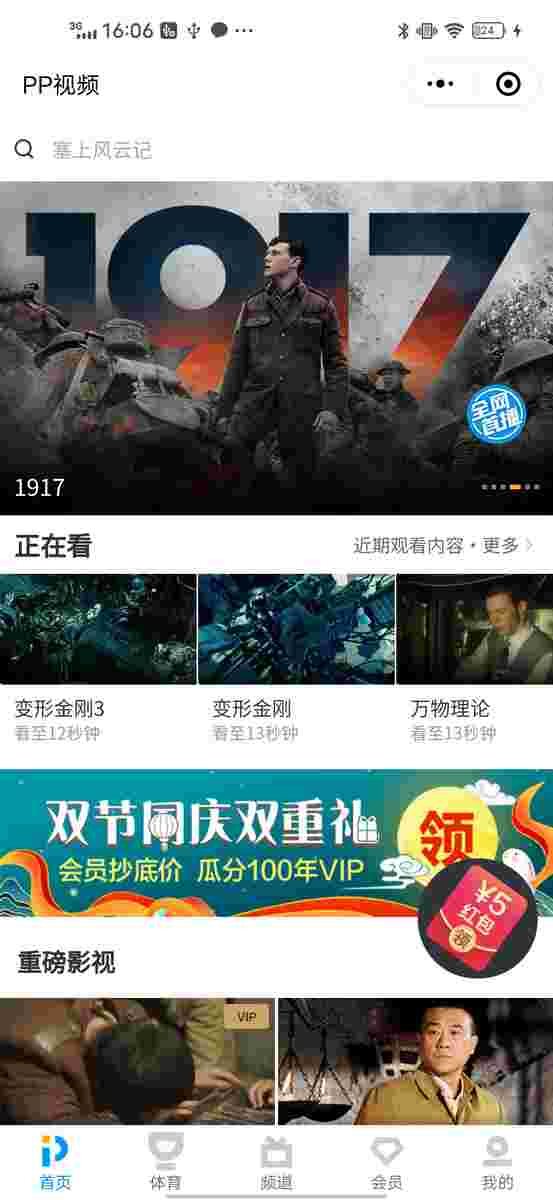 3G 16:06 24
PP视频
塞上风云记
1917
全网
首播
1917
正在看
近期观看内容·更多
变形金刚3
变形金刚
万物理论
看至12秒钟
看至13秒钟
看至13秒钟
双节同庆双重礼
领
会员抄底价 瓜分100年VIP
¥5
红包
领
重磅影视
VIP
首页
体育
频道
会员
我的